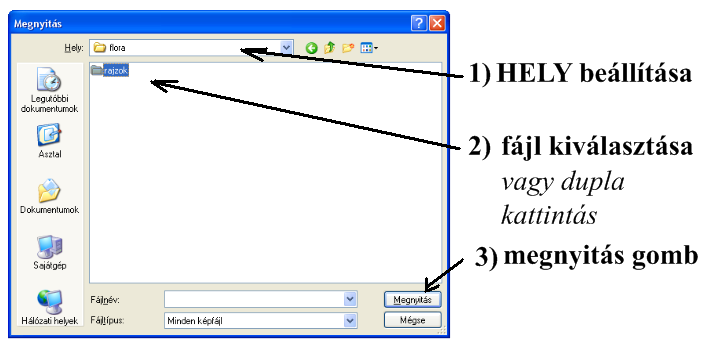 Megnyitás
Hely:
flora
rajzok
Legutóbbi
dokumentumok
Asztal
Dokumentumok
Sajátgép
Hálózati helyek
Fájlnév:
Megnyitás
Fájltípus:
Minden képfájl
Mégse
1) HELY beállítása
2) fájl kiválasztása
vagy dupla
kattintás
3) megnyitás gomb